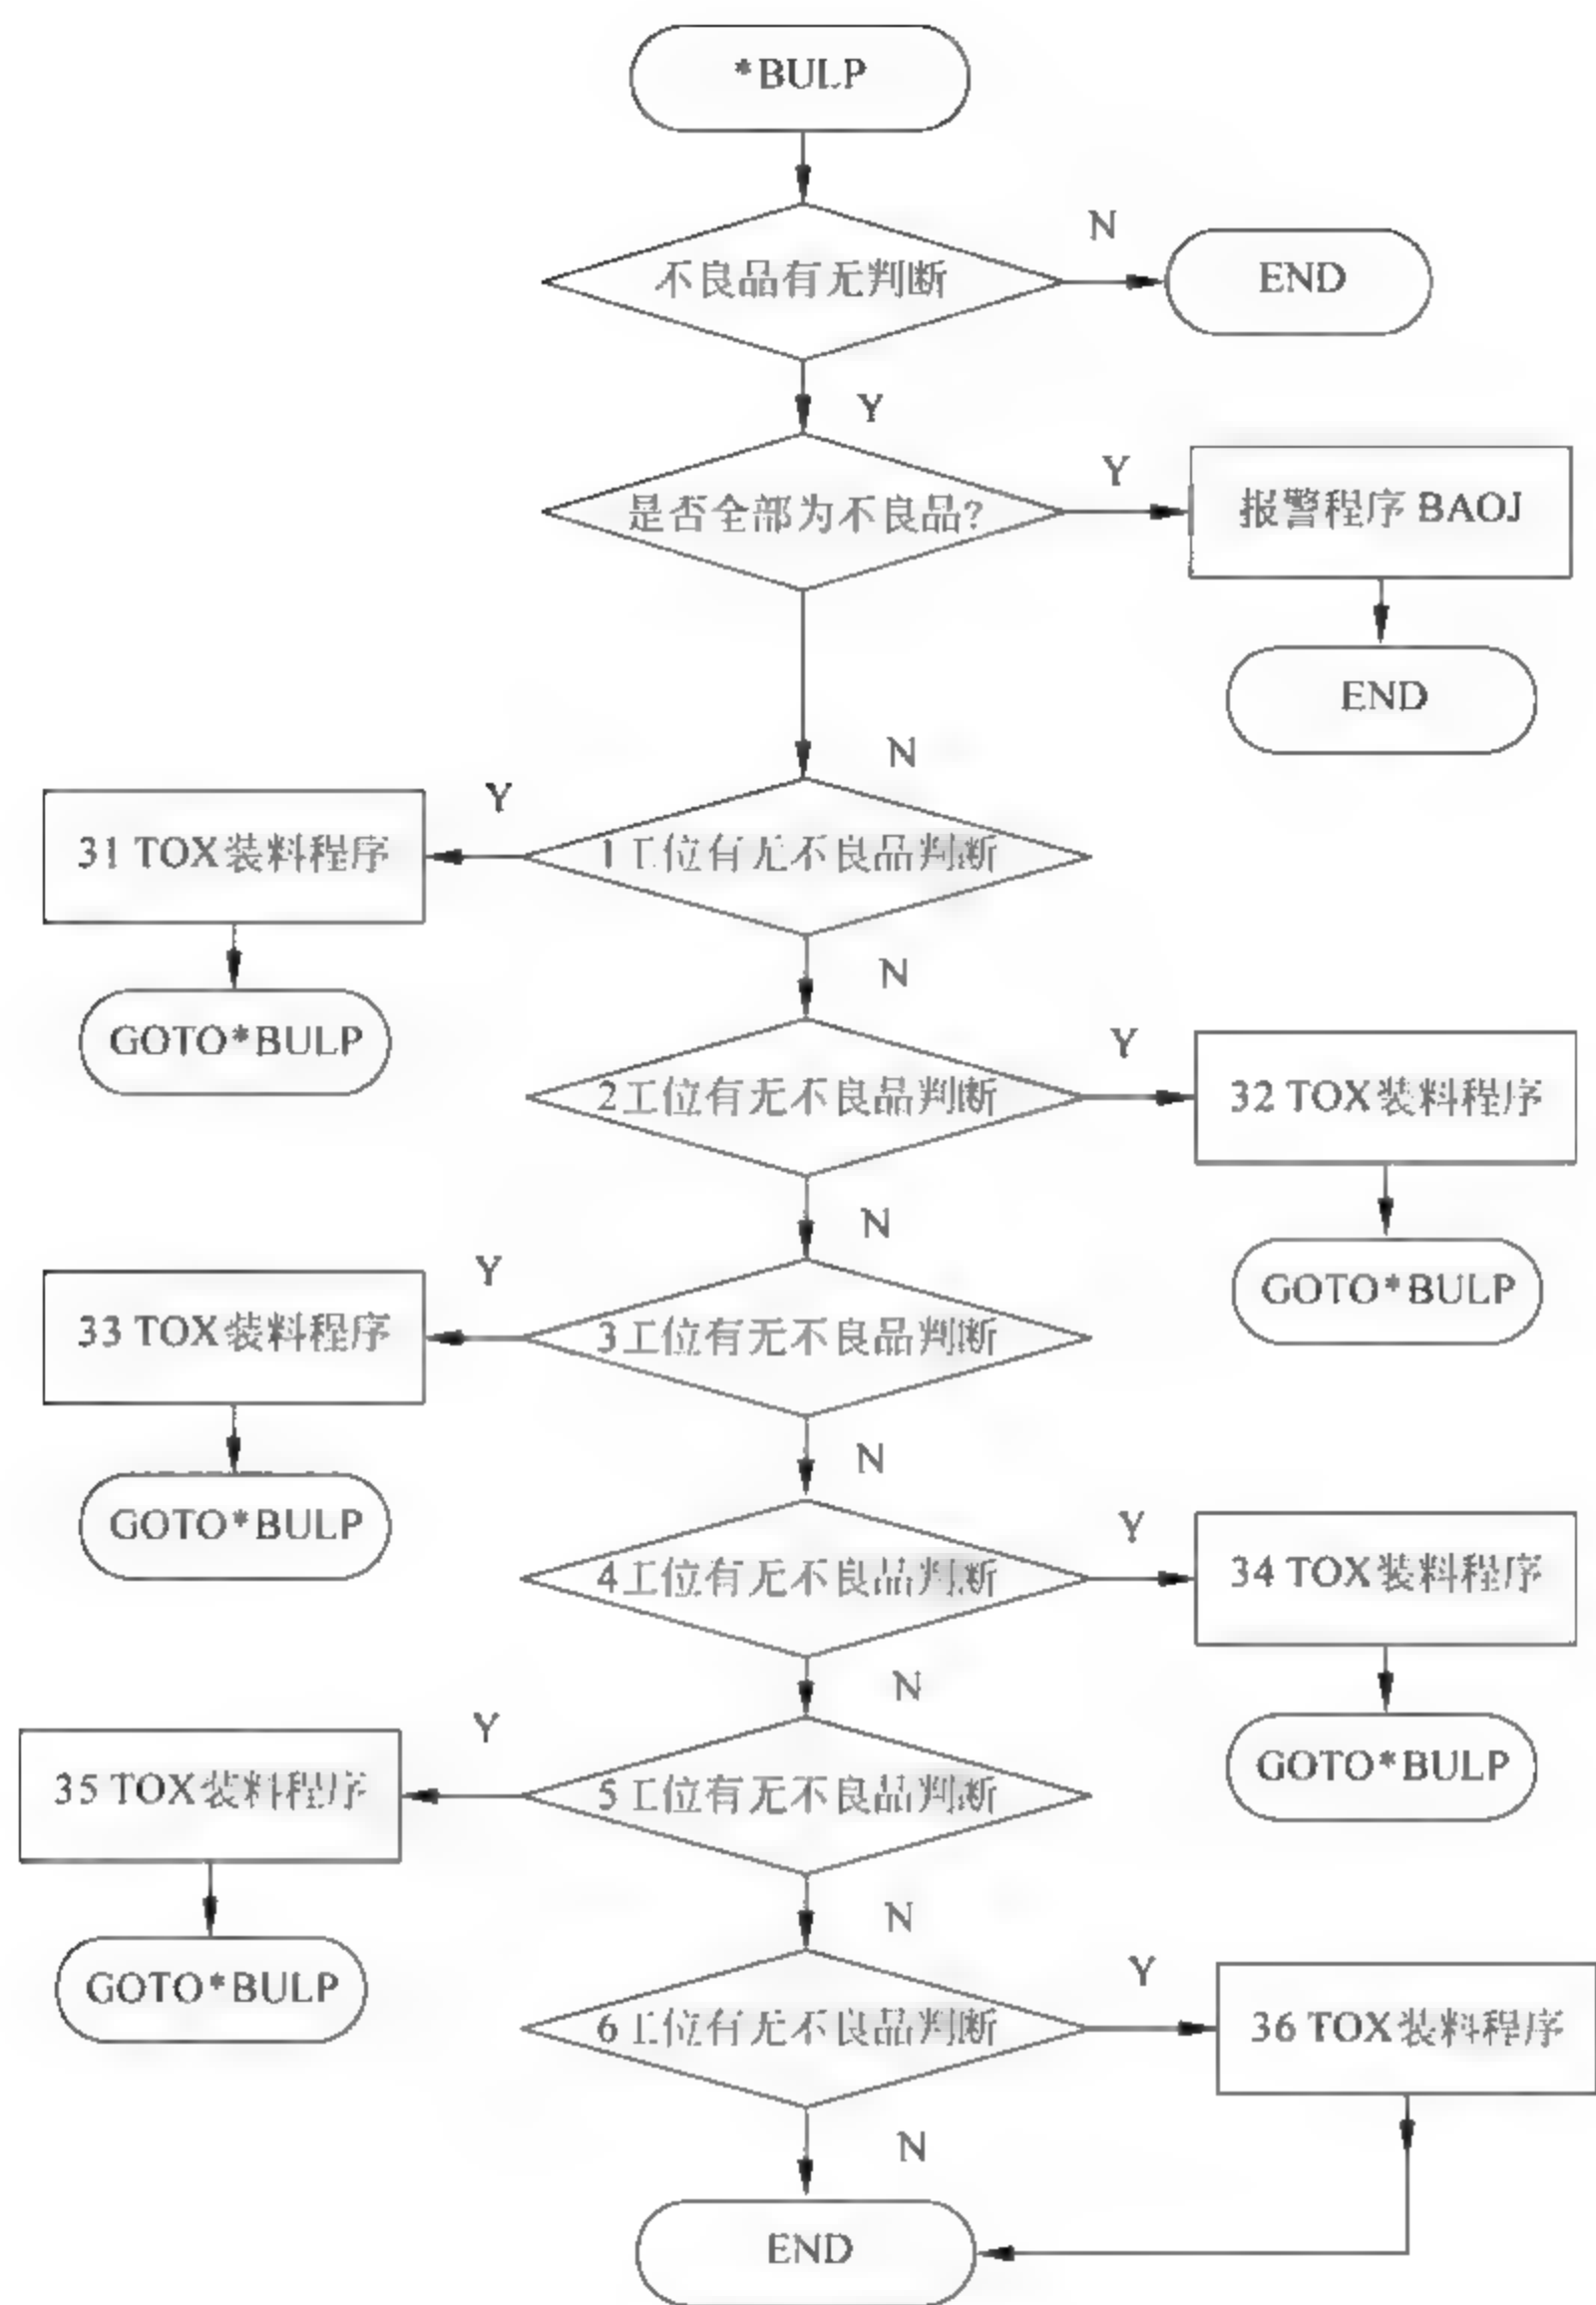 *BULP
N
不良品有无判断
END
Y
Y
是否全部为不良品?
报警程序 BAOJ
END
N
Y
31 TOX装料程序
1工位有无不良品判断
N
GOTO*BULP
Y
2工位有无不良品判断
32 TOX装料程序
N
Y
GOTO*BULP
33 TOX装料程序
3工位有无不良品判断
N
GOTO*BULP
Y
4工位有无不良品判断
34 TOX装料程序
N
Y
GOTO*BULP
35 TOX装料程序
5工位有无不良品判断
N
GOTO*BULP
Y
6工位有无不良品判断
36 TOX装料程序
N
END